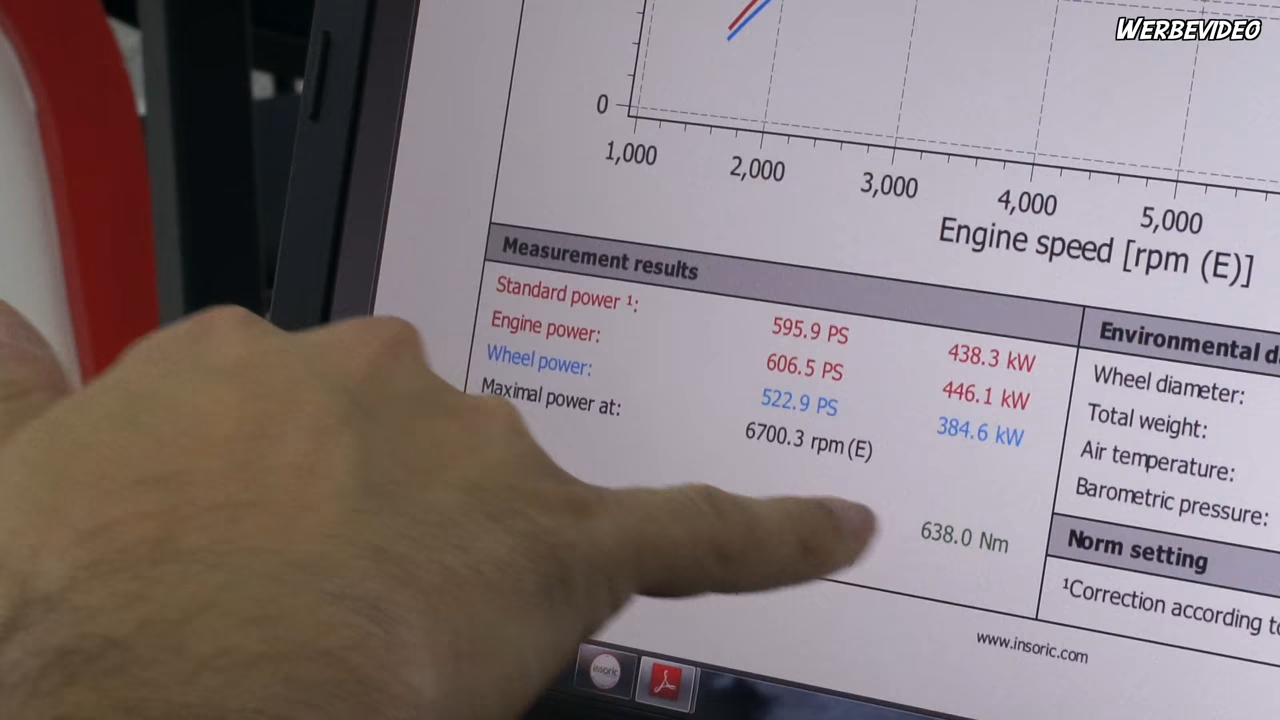 WERBEVIDEO
0
1,000 2,000 3,000 4,000 5,000
Engine speed [rpm (E)]
Measurement results
Standard power ¹: 595.9 PS 438.3 kW
Engine power: 606.5 PS 446.1 kW
Wheel power: 522.9 PS 384.6 kW
Maximal power at: 6700.3 rpm (E)
638.0 Nm
Environmental
Wheel diameter:
Total weight:
Air temperature:
Barometric pressure:
Norm setting
¹Correction according to
www.insoric.com
insoric